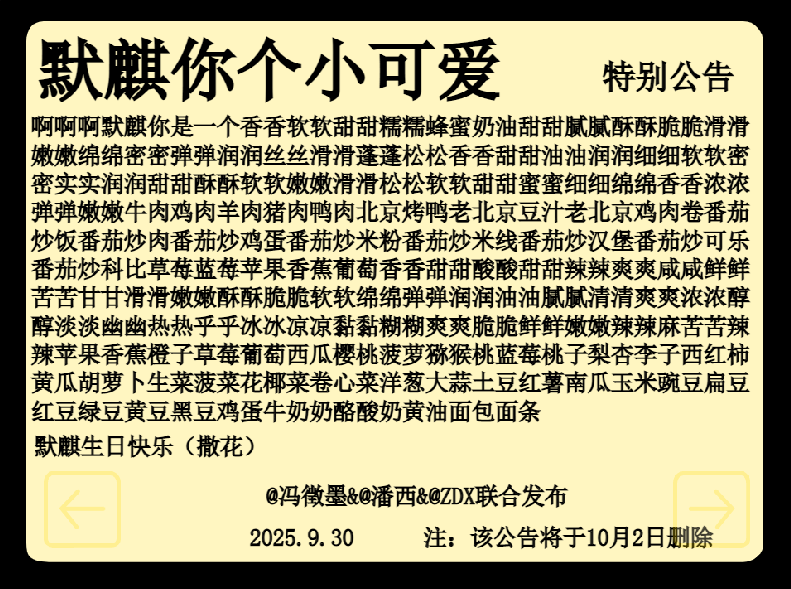 默麒你个小可爱
特别公告
啊啊啊默麒你是一个香香软软甜甜糯糯蜂蜜奶油甜甜腻腻酥酥脆脆滑滑
嫩嫩绵绵密密弹弹润润丝丝滑滑蓬蓬松松香香甜甜油油润润细细软软密
密实实润润甜甜酥酥软软嫩嫩滑滑松松软软甜甜蜜蜜细细绵绵香香浓浓
弹弹嫩嫩牛肉鸡肉羊肉猪肉鸭肉北京烤鸭老北京豆汁老北京鸡肉卷番茄
炒饭番茄炒肉番茄炒鸡蛋番茄炒米粉番茄炒米线番茄炒汉堡番茄炒可乐
番茄炒科比草莓蓝莓苹果香蕉葡萄香香甜甜酸酸甜甜辣辣爽爽咸咸鲜鲜
苦苦甘甘滑滑嫩嫩酥酥脆脆软软绵绵弹弹润润油油腻腻清清爽爽浓浓醇
醇淡淡幽幽热热乎乎冰冰凉凉黏黏糊糊爽爽脆脆鲜鲜嫩嫩辣辣麻苦苦辣
辣苹果香蕉橙子草莓葡萄西瓜樱桃菠萝猕猴桃蓝莓桃子梨杏李子西红柿
黄瓜胡萝卜生菜菠菜花椰菜卷心菜洋葱大蒜土豆红薯南瓜玉米豌豆扁豆
红豆绿豆黄豆黑豆鸡蛋牛奶奶酪酸奶黄油面包面条
默麒生日快乐（撒花）
@冯微墨&@潘西&@ZDX联合发布
2025.9.30
注：该公告将于10月2日删除